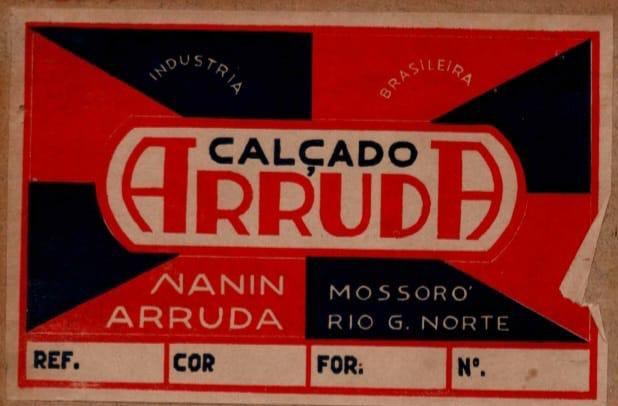 INDUSTRIA BRASILEIRA
CALÇADO
ARRUDA
NANIN
ARRUDA
MOSSORO'
RIO G. NORTE
REF.
COR
FOR:
Nº.